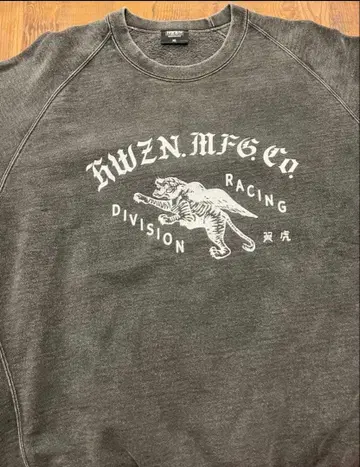 HWZN.MFG.Co.
RACING
DIVISION
翼虎